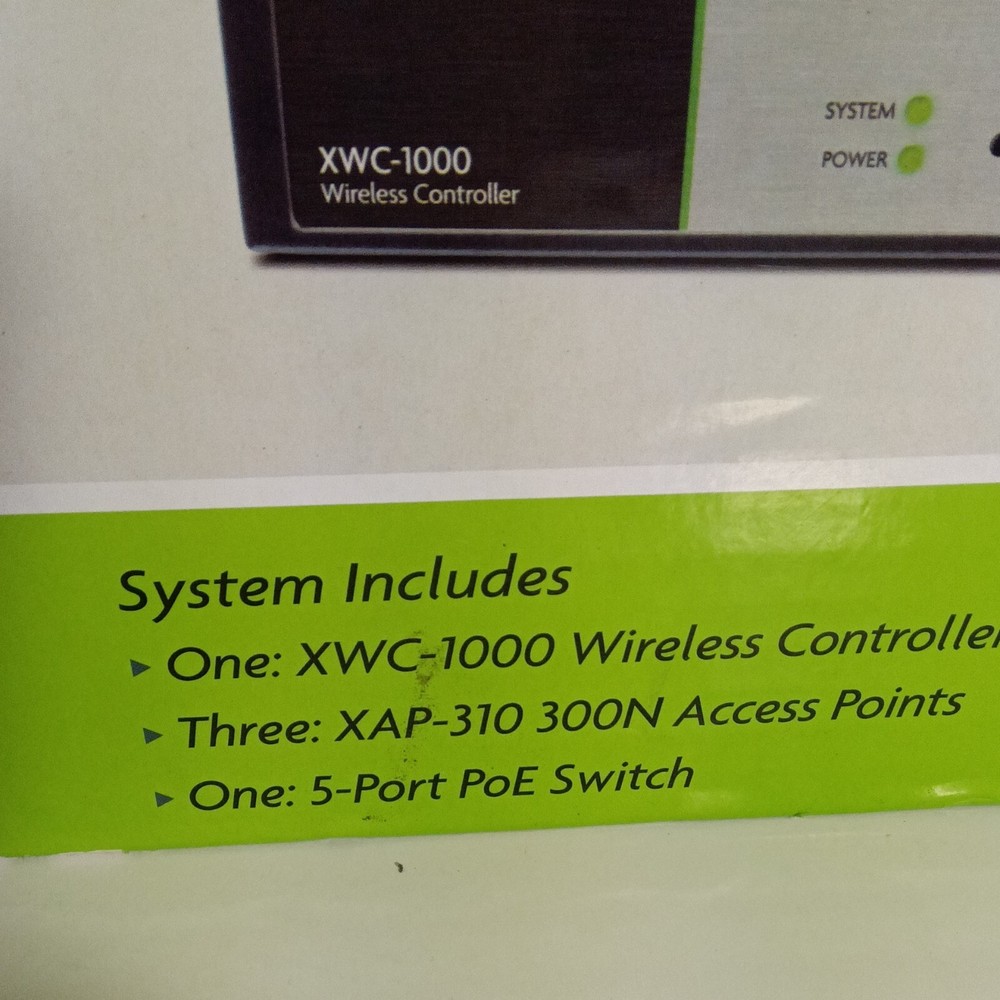 XWC-1000
Wireless Controller
SYSTEM
POWER
System Includes
▸ One: XWC-1000 Wireless Controller
▸ Three: XAP-310 300N Access Points
▸ One: 5-Port PoE Switch